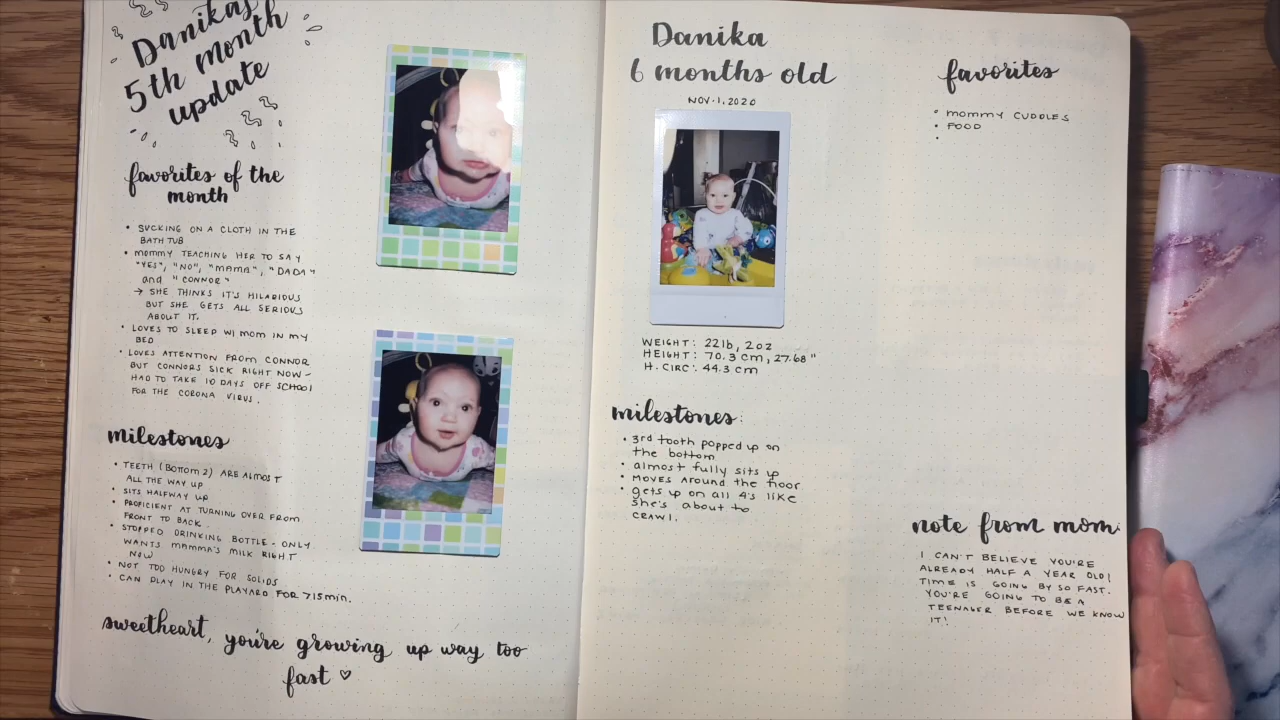 Danika's
5th month
update
favorites of the
month
• SUCKING ON A CLOTH IN THE
BATH TUB
• MOMMY TEACHING HER TO SAY
"YES", "NO", "MAMA", "DADA"
and "CONNOR"
→ SHE THINKS IT'S HILARIOUS
BUT SHE GETS ALL SERIOUS
ABOUT IT.
• LOVES TO SLEEP W/ MOM IN MY
BED
• LOVES ATTENTION FROM CONNOR
BUT CONNORS SICK RIGHT NOW -
HAD TO TAKE 10 DAYS OFF SCHOOL
FOR THE CORONA VIRUS.
milestones
• TEETH (BOTTOM 2) ARE ALMOST
ALL THE WAY UP
• SITS HALFWAY UP
• PROFICIENT AT TURNING OVER FROM
FRONT TO BACK.
• STOPPED DRINKING BOTTLE - ONLY
WANTS MAMMA'S MILK RIGHT
NOW
• NOT TOO HUNGRY FOR SOLIDS
• CAN PLAY IN THE PLAYARD FOR >15min.
sweetheart, you're growing up way too
fast ♡
Danika
6 months old
NOV. 1, 2020
WEIGHT: 22lb, 2oz
HEIGHT: 70.3 cm, 27.68"
H. CIRC: 44.3 cm
milestones:
• 3rd tooth popped up on
the bottom
• almost fully sits up
• moves around the floor
• gets up on all 4's like
she's about to
crawl.
favorites
• MOMMY CUDDLES
• FOOD
•
note from mom:
I CAN'T BELIEVE YOU'RE
ALREADY HALF A YEAR OLD!
TIME IS GOING BY SO FAST.
YOU'RE GOING TO BE A
TEENAGER BEFORE WE KNOW
IT!